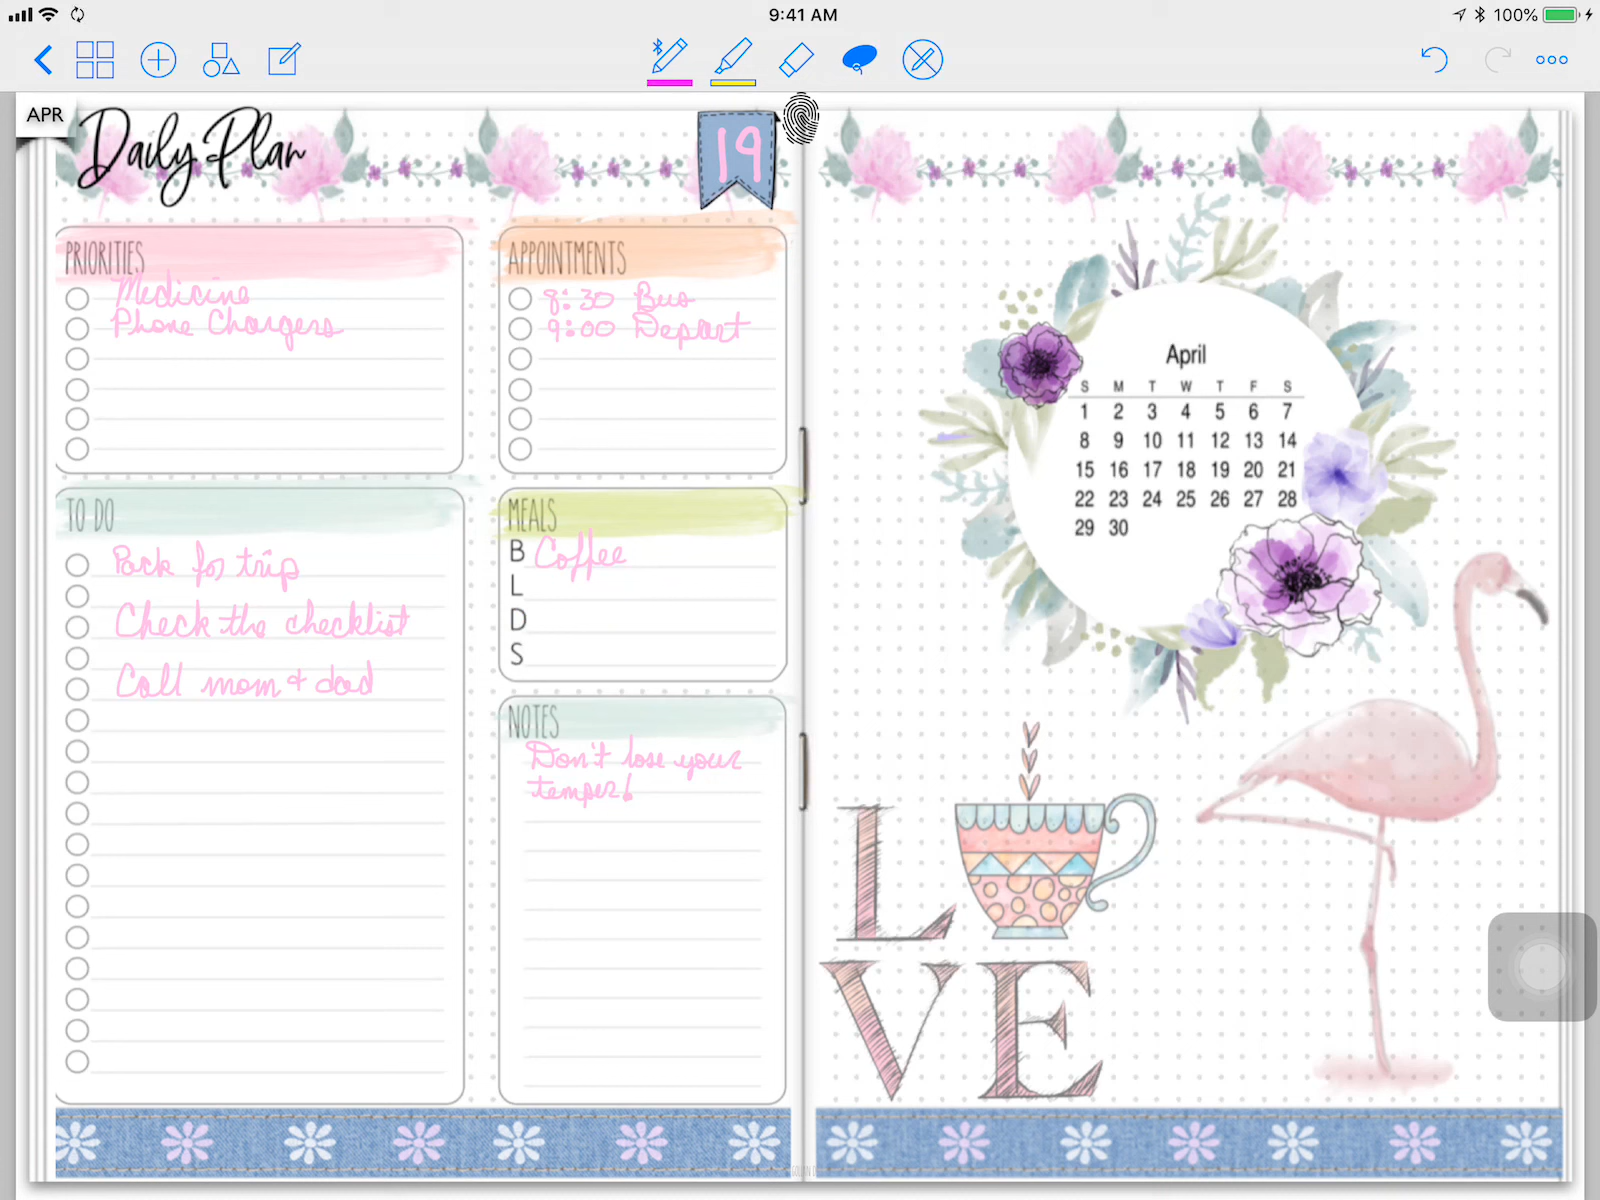 9:41 AM
100%
APR
Daily Plan
19
PRIORITIES
Medicine
Phone Chargers
APPOINTMENTS
8:30 Bus
9:00 Depart
TO DO
Pack for trip
Check the checklist
Call mom & dad
MEALS
B Coffee
L
D
S
NOTES
Don't lose your
temper!
April
S M T W T F S
1 2 3 4 5 6 7
8 9 10 11 12 13 14
15 16 17 18 19 20 21
22 23 24 25 26 27 28
29 30
L
VE